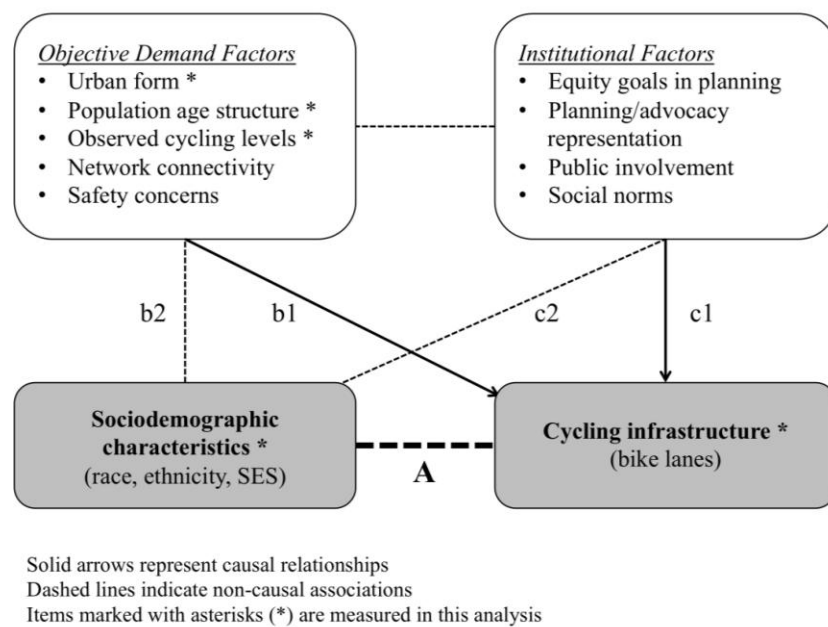 Objective Demand Factors
• Urban form *
• Population age structure *
• Observed cycling levels *
• Network connectivity
• Safety concerns
Institutional Factors
• Equity goals in planning
• Planning/advocacy
representation
• Public involvement
• Social norms
b2
b1
c2
c1
Sociodemographic
characteristics *
(race, ethnicity, SES)
A
Cycling infrastructure *
(bike lanes)
Solid arrows represent causal relationships
Dashed lines indicate non-causal associations
Items marked with asterisks (*) are measured in this analysis